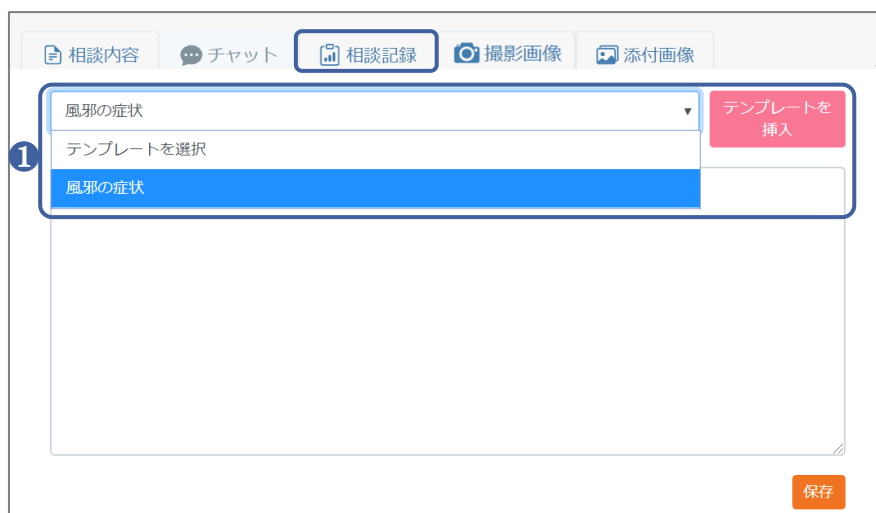 相談内容 チャット 相談記録 撮影画像 添付画像
風邪の症状
テンプレートを
挿入
❶
テンプレートを選択
風邪の症状
保存